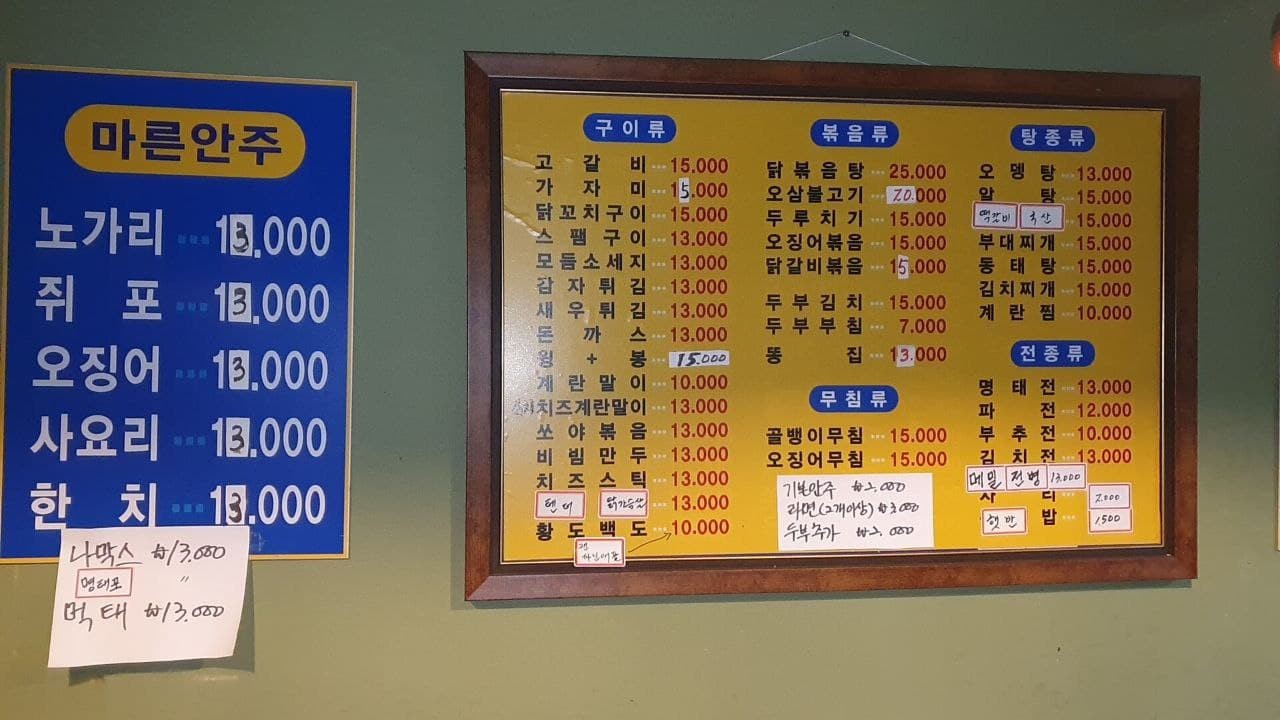 마른안주
노가리 ... 13.000
쥐 포 ... 13.000
오징어 ... 13.000
사요리 ... 13.000
한 치 ... 13.000
나막스 ₩13.000
명태포 〃
먹태 ₩13.000
구이류
고갈비 ... 15.000
가자미 ... 15.000
닭꼬치구이 ... 15.000
스팸구이 ... 13.000
모듬소세지 ... 13.000
감자튀김 ... 13.000
새우튀김 ... 13.000
돈까스 ... 13.000
윙+봉 15.000
계란말이 ... 10.000
치즈계란말이 ... 13.000
쏘야볶음 ... 13.000
비빔만두 ... 13.000
치즈스틱 ... 13.000
닭가슴살 ... 13.000
황도백도 ... 10.000
볶음류
닭볶음탕 ... 25.000
오삼불고기 20.000
두루치기 ... 15.000
오징어볶음 ... 15.000
닭갈비볶음 ... 15.000
두부김치 ... 15.000
두부부침 ... 7.000
똥 집 ... 13.000
무침류
골뱅이무침 ... 15.000
오징어무침 ... 15.000
기본안주 ₩2.000
라면(2개이상) ₩3.000
두부추가 ₩2.000
탕종류
오뎅탕 ... 13.000
알 탕 ... 15.000
떡갈비 국산 ... 15.000
부대찌개 ... 15.000
동태탕 ... 15.000
김치찌개 ... 15.000
계란찜 ... 10.000
전종류
명태전 ... 13.000
파 전 ... 12.000
부추전 ... 10.000
김치전 ... 13.000
메밀 전병 13.000
사 리 ... 2.000
햇반 밥 ... 1500